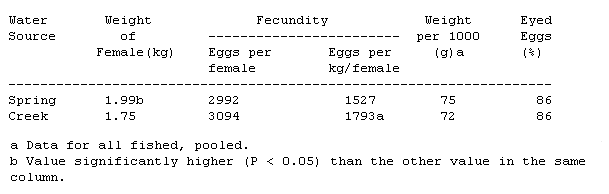 Water Weight Fecundity Weight Eyed
Source of ------------------------ per 1000 Eggs
Female(kg) Eggs per Eggs per (g)a (%)
female kg/female
--------------------------------------------------------------------
Spring 1.99b 2992 1527 75 86
Creek 1.75 3094 1793a 72 86
a Data for all fished, pooled.
b Value significantly higher (P < 0.05) than the other value in the same
column.